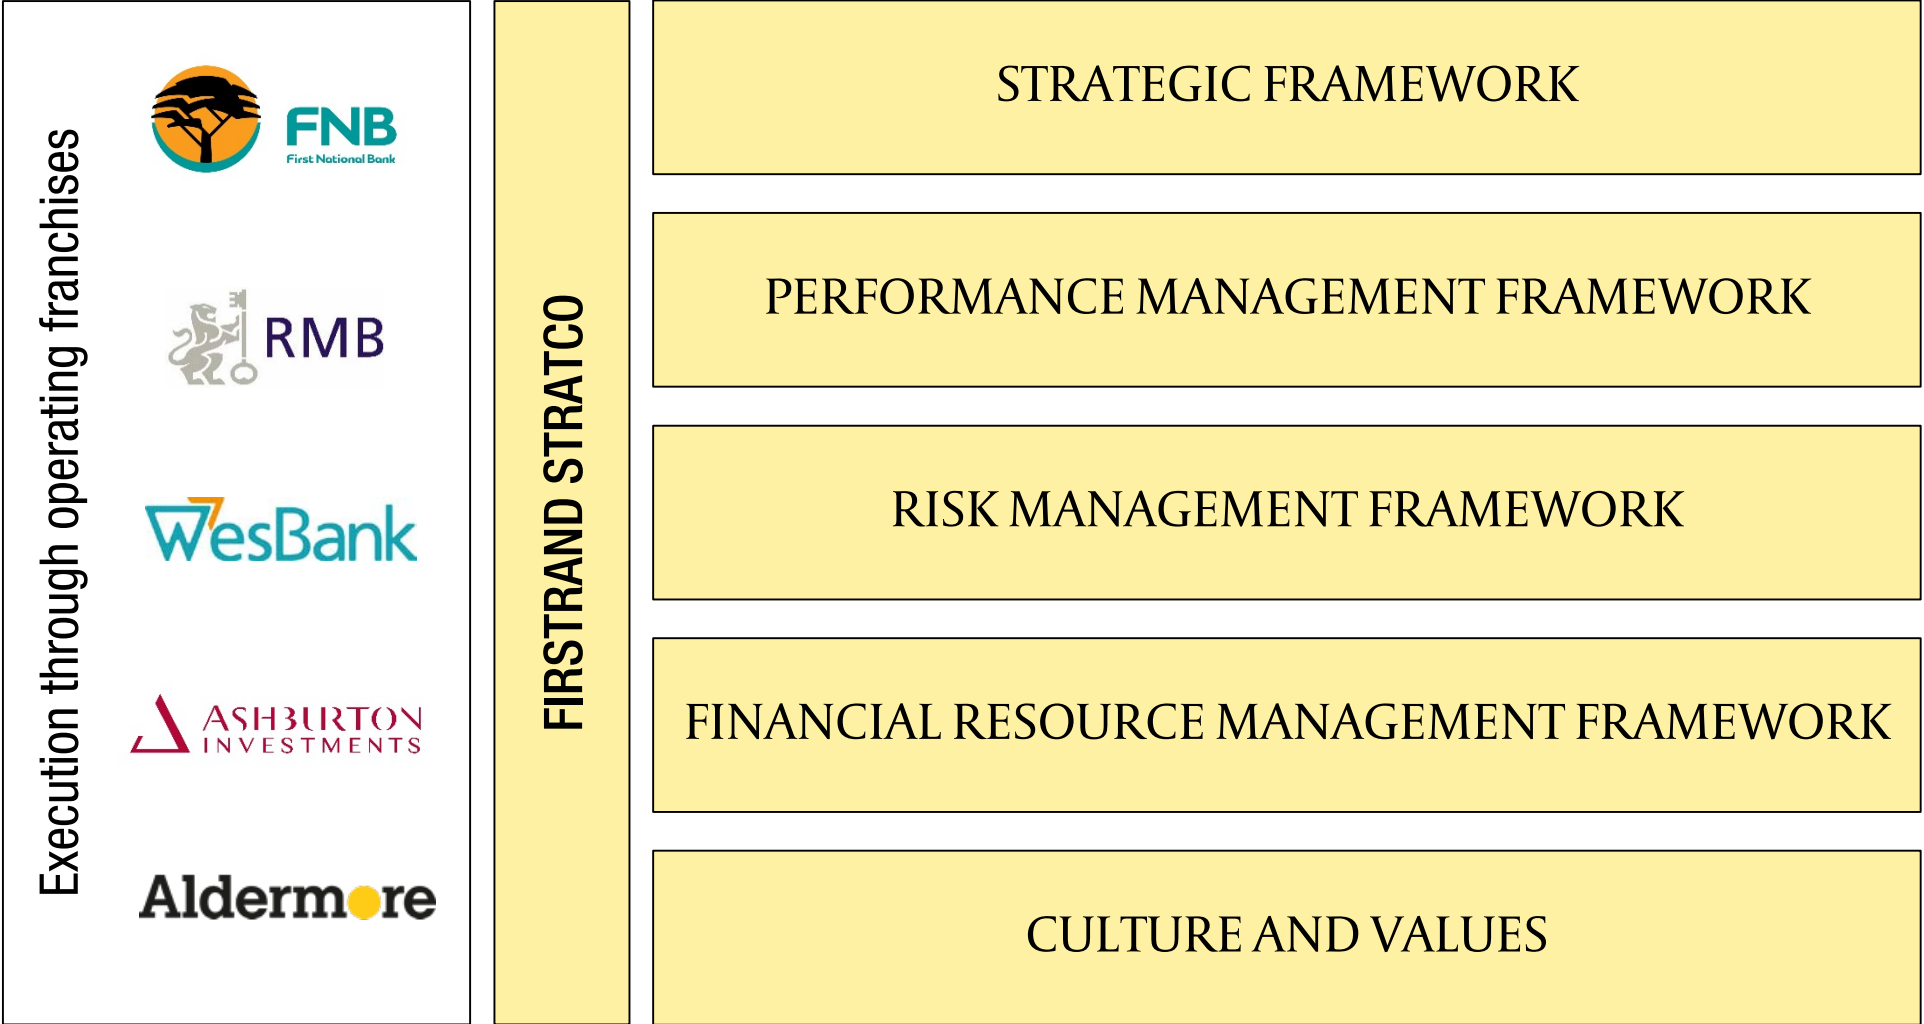 Execution through operating franchises
FNB
First National Bank
RMB
WesBank
ASHBURTON
INVESTMENTS
Aldermore
FIRSTRAND STRATCO
STRATEGIC FRAMEWORK
PERFORMANCE MANAGEMENT FRAMEWORK
RISK MANAGEMENT FRAMEWORK
FINANCIAL RESOURCE MANAGEMENT FRAMEWORK
CULTURE AND VALUES